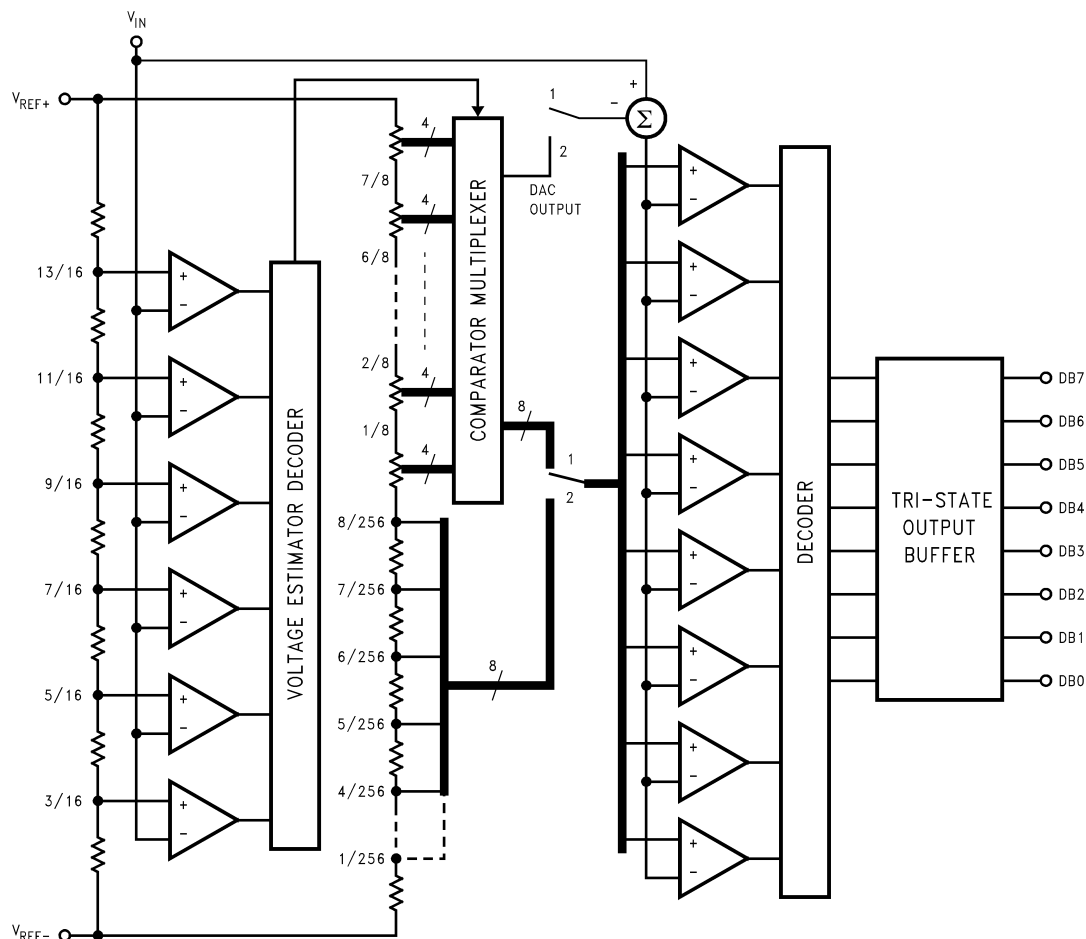 VIN
VREF+
13/16
11/16
9/16
7/16
5/16
3/16
VREF-
+
-
+
-
+
-
+
-
+
-
+
-
VOLTAGE ESTIMATOR DECODER
7/8
6/8
2/8
1/8
8/256
7/256
6/256
5/256
4/256
1/256
4
4
4
4
8
8
COMPARATOR MULTIPLEXER
1
2
DAC
OUTPUT
1
2
+
-
Σ
+
-
+
-
+
-
+
-
+
-
+
-
+
-
+
-
DECODER
TRI-STATE
OUTPUT
BUFFER
DB7
DB6
DB5
DB4
DB3
DB2
DB1
DB0